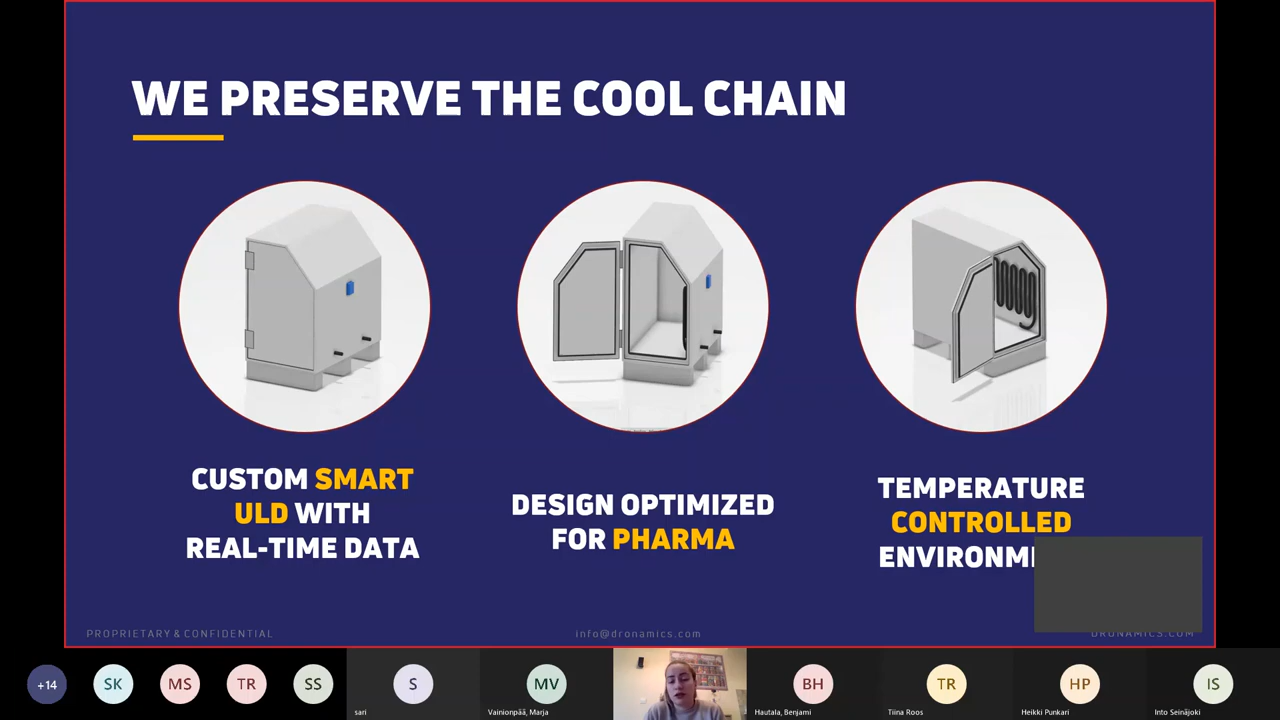 WE PRESERVE THE COOL CHAIN
CUSTOM SMART
ULD WITH
REAL-TIME DATA
DESIGN OPTIMIZED
FOR PHARMA
TEMPERATURE
CONTROLLED
PROPRIETARY & CONFIDENTIAL
info@dronamics.com
DRONAMICS.COM
+14
SK
MS
TR
SS
S
sari
MV
Vainionpää, Marja
BH
Hautala, Benjami
TR
Tiina Roos
HP
Heikki Punkari
IS
Into Seinäjoki